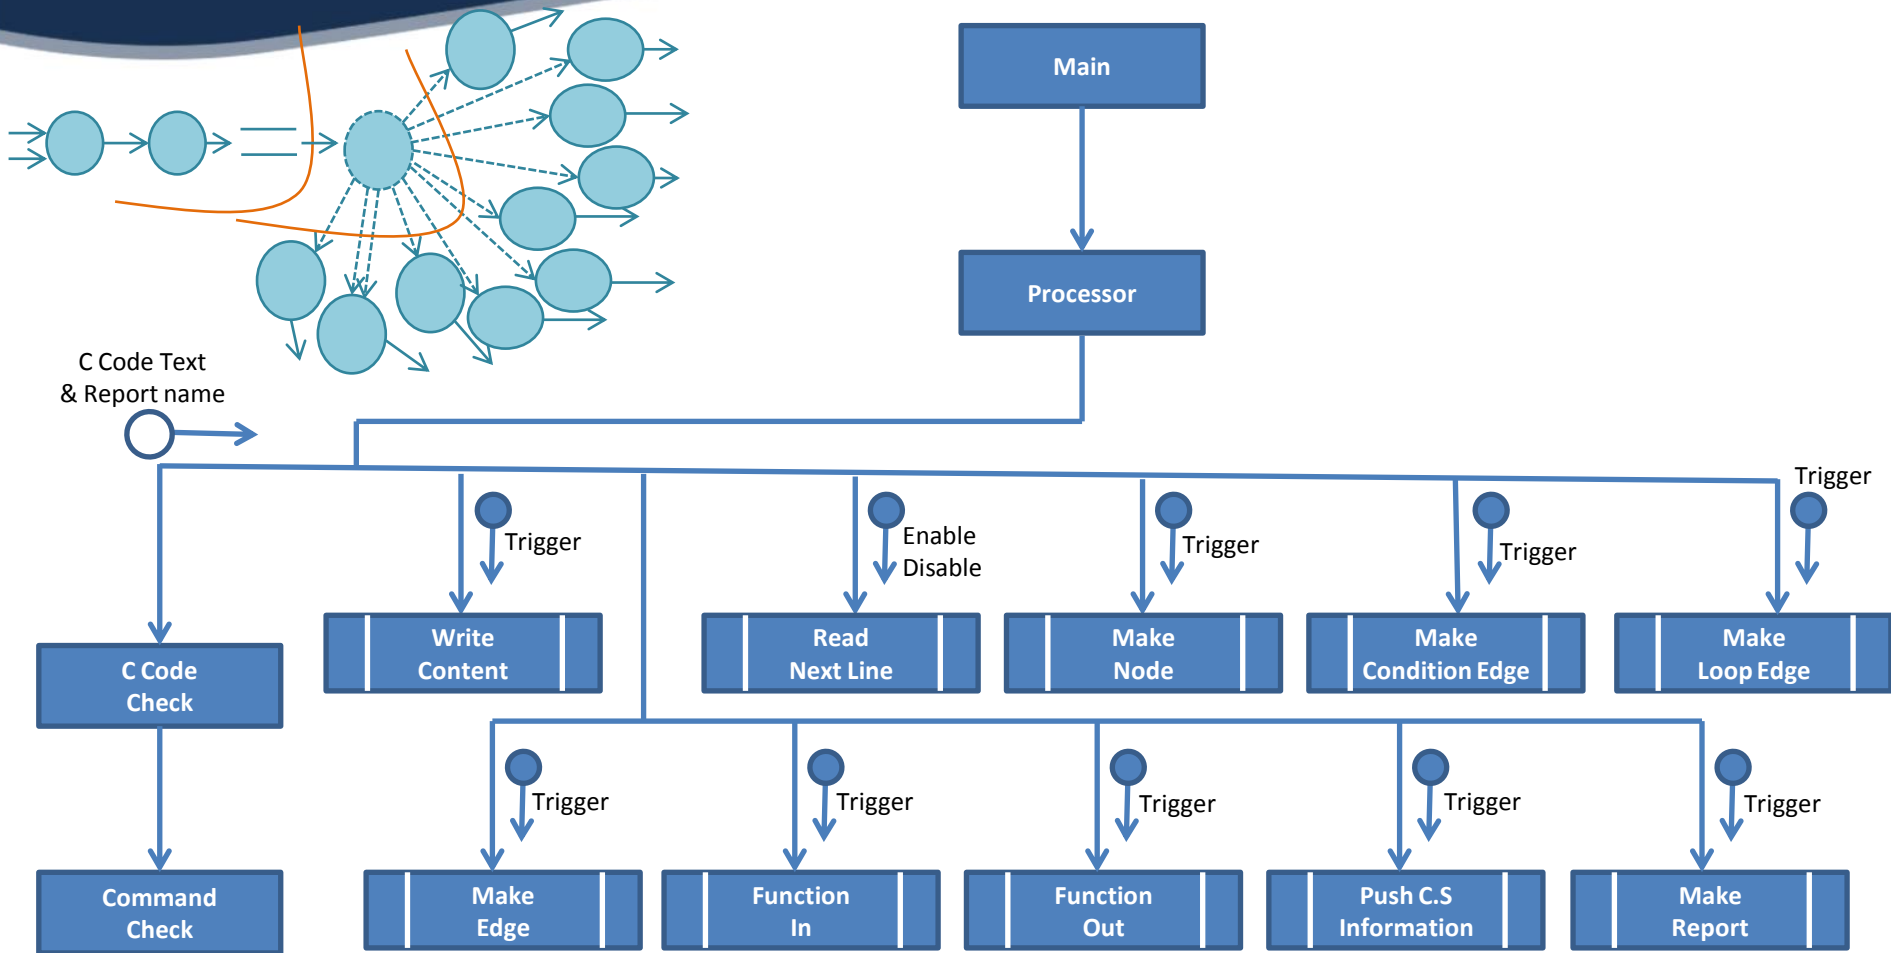 Main
Processor
C Code Text
& Report name
Trigger
Trigger
Enable
Disable
Trigger
Trigger
C Code
Check
Write
Content
Read
Next Line
Make
Node
Make
Condition Edge
Make
Loop Edge
Trigger
Trigger
Trigger
Trigger
Trigger
Command
Check
Make
Edge
Function
In
Function
Out
Push C.S
Information
Make
Report